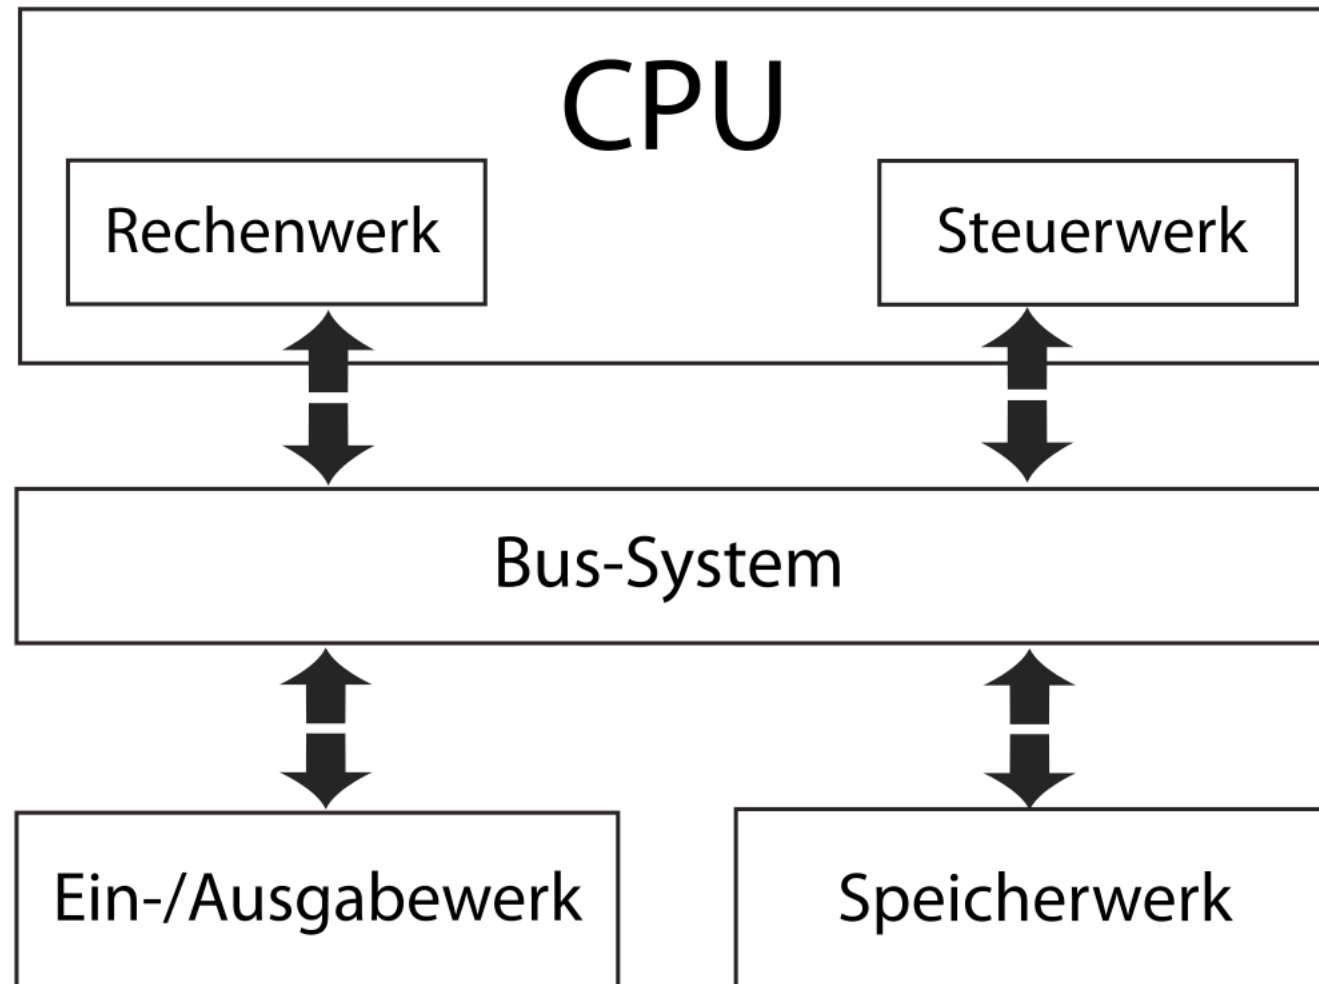 CPU
Rechenwerk
Steuerwerk
Bus-System
Ein-/Ausgabewerk
Speicherwerk